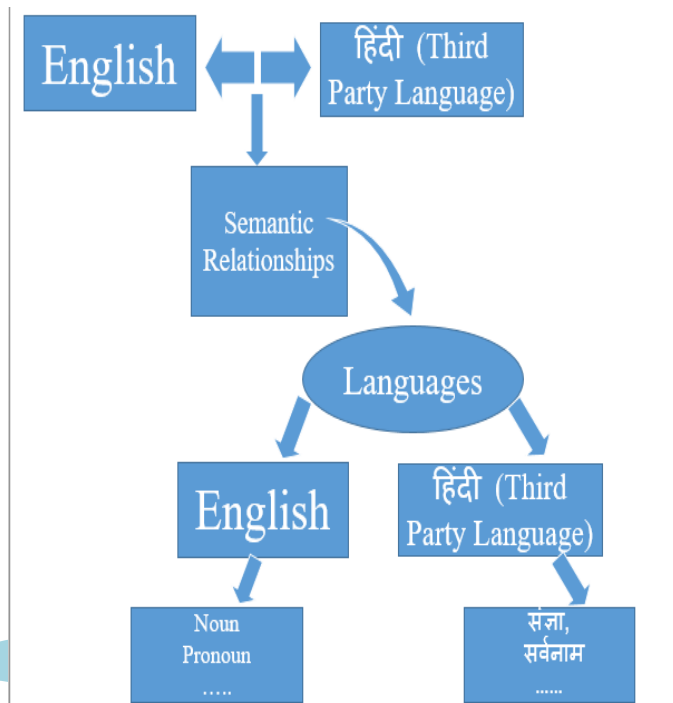 English
हिंदी (Third
Party Language)
Semantic
Relationships
Languages
English
हिंदी (Third
Party Language)
Noun
Pronoun
.....
संज्ञा,
सर्वनाम
......